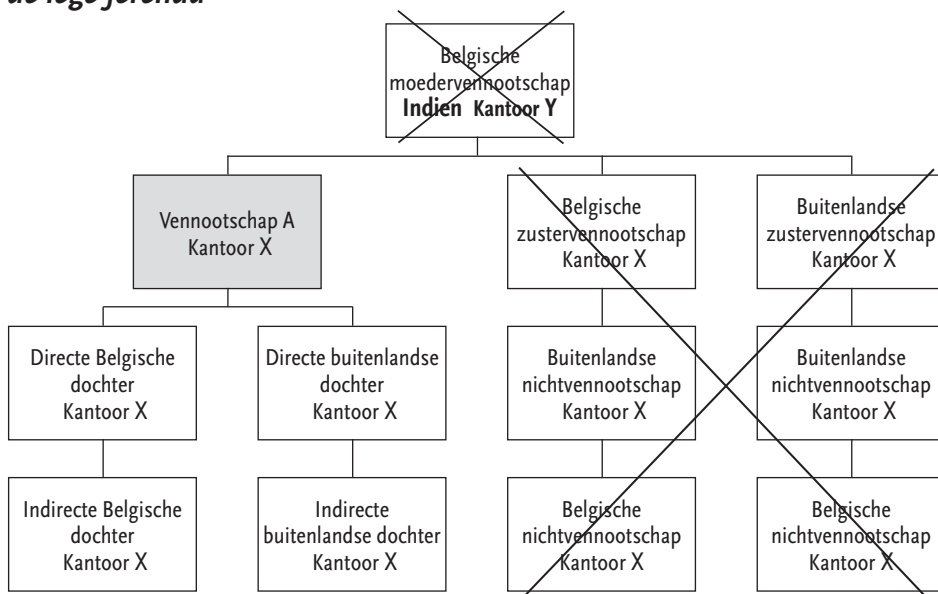 de lege ferenda
Belgische
moedervennootschap
Indien Kantoor Y
Vennootschap A
Kantoor X
Belgische
zustervennootschap
Kantoor X
Buitenlandse
zustervennootschap
Kantoor X
Directe Belgische
dochter
Kantoor X
Directe buitenlandse
dochter
Kantoor X
Buitenlandse
nichtvennootschap
Kantoor X
Buitenlandse
nichtvennootschap
Kantoor X
Indirecte Belgische
dochter
Kantoor X
Indirecte
buitenlandse dochter
Kantoor X
Belgische
nichtvennootschap
Kantoor X
Belgische
nichtvennootschap
Kantoor X